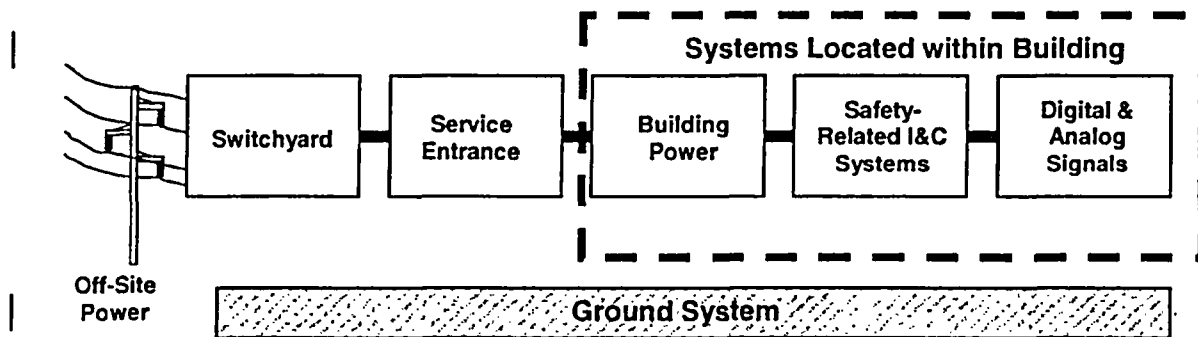 Systems Located within Building
Switchyard
Service
Entrance
Building
Power
Safety-
Related I&C
Systems
Digital &
Analog
Signals
Off-Site
Power
Ground System